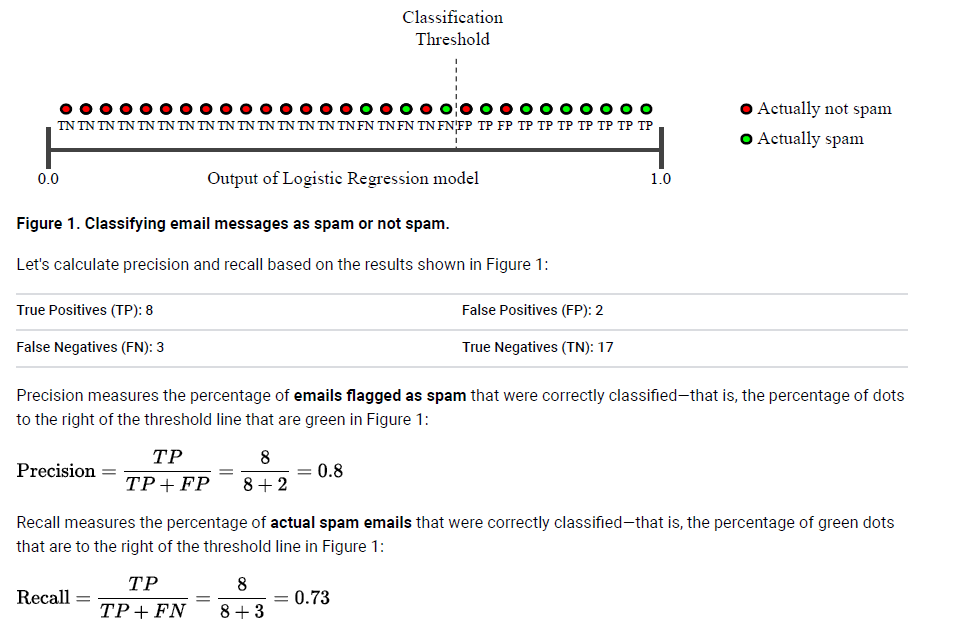 Classification
Threshold
TN TN TN TN TN TN TN TN TN TN TN TN TN TN TN FN TN FN TN FN FP TP FP TP TP TP TP TP TP TP
Actually not spam
Actually spam
0.0
Output of Logistic Regression model
1.0
Figure 1. Classifying email messages as spam or not spam.
Let's calculate precision and recall based on the results shown in Figure 1:
True Positives (TP): 8
False Positives (FP): 2
False Negatives (FN): 3
True Negatives (TN): 17
Precision measures the percentage of emails flagged as spam that were correctly classified—that is, the percentage of dots
to the right of the threshold line that are green in Figure 1:
Precision = TP / (TP + FP) = 8 / (8 + 2) = 0.8
Recall measures the percentage of actual spam emails that were correctly classified—that is, the percentage of green dots
that are to the right of the threshold line in Figure 1:
Recall = TP / (TP + FN) = 8 / (8 + 3) = 0.73